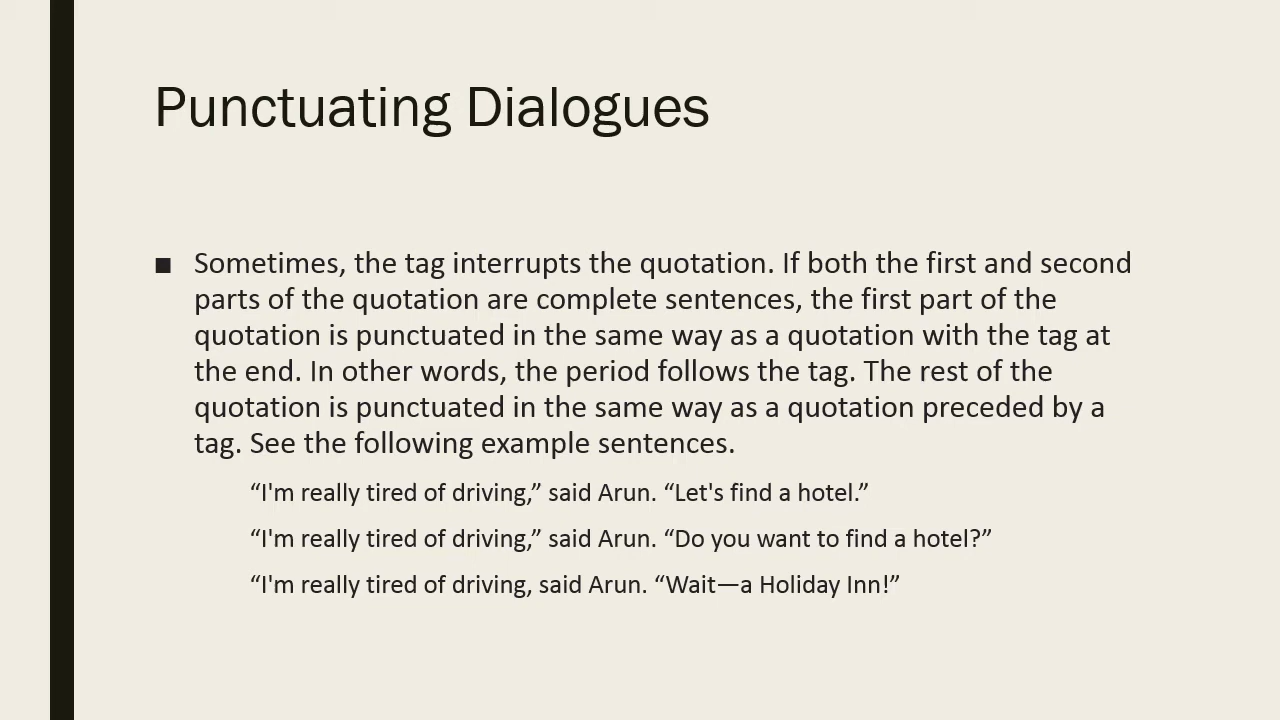 Punctuating Dialogues
■ Sometimes, the tag interrupts the quotation. If both the first and second
parts of the quotation are complete sentences, the first part of the
quotation is punctuated in the same way as a quotation with the tag at
the end. In other words, the period follows the tag. The rest of the
quotation is punctuated in the same way as a quotation preceded by a
tag. See the following example sentences.
“I'm really tired of driving,” said Arun. “Let's find a hotel.”
“I'm really tired of driving,” said Arun. “Do you want to find a hotel?”
“I'm really tired of driving, said Arun. “Wait—a Holiday Inn!”